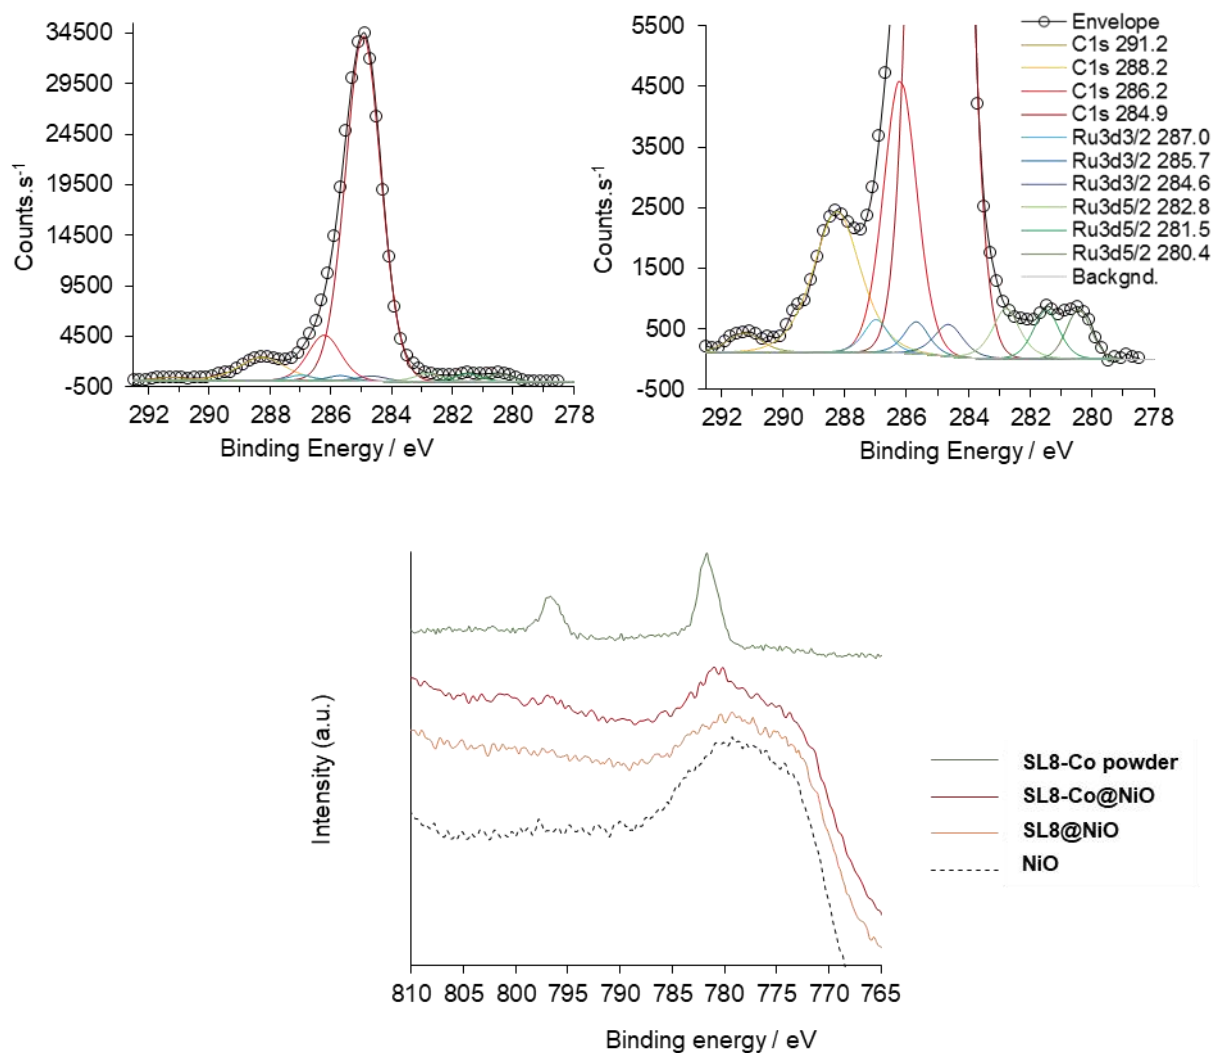 34500
29500
24500
19500
14500
9500
4500
-500
Counts.s-1
292 290 288 286 284 282 280 278
Binding Energy / eV
5500
4500
3500
2500
1500
500
-500
Counts.s-1
292 290 288 286 284 282 280 278
Binding Energy / eV
Envelope
C1s 291.2
C1s 288.2
C1s 286.2
C1s 284.9
Ru3d3/2 287.0
Ru3d3/2 285.7
Ru3d3/2 284.6
Ru3d5/2 282.8
Ru3d5/2 281.5
Ru3d5/2 280.4
Backgnd.
Intensity (a.u.)
810 805 800 795 790 785 780 775 770 765
Binding energy / eV
SL8-Co powder
SL8-Co@NiO
SL8@NiO
NiO